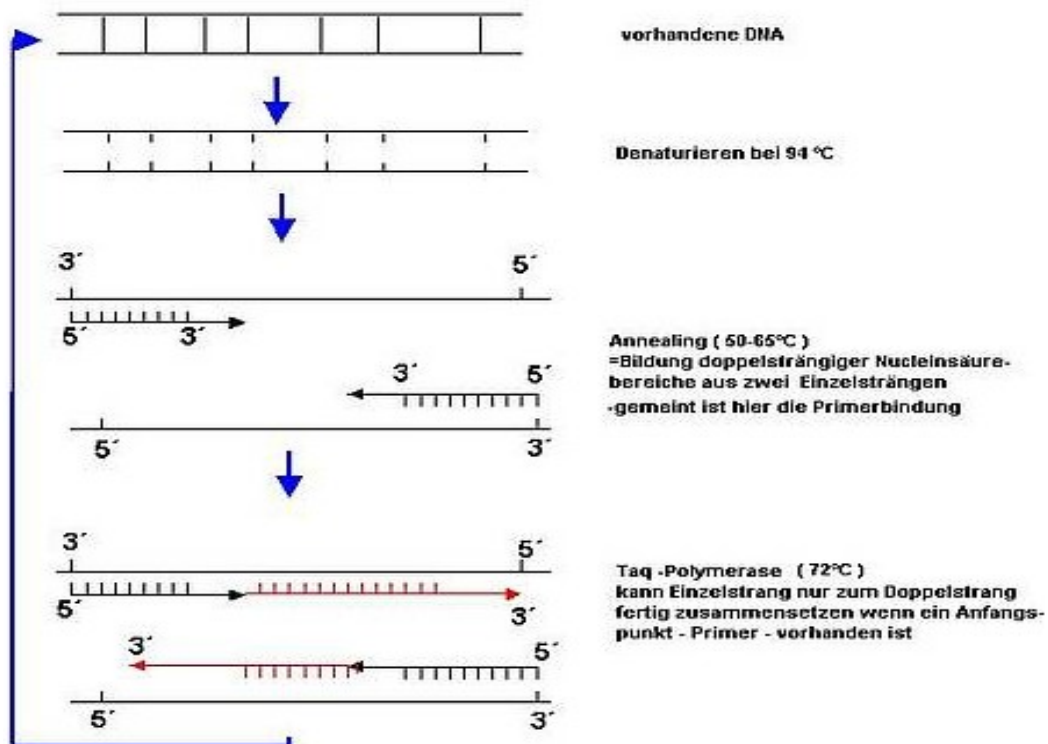 vorhandene DNA
Denaturieren bei 94 °C
3´ 5´
5´ 3´
Annealing ( 50-65°C )
=Bildung doppelsträngiger Nucleinsäure-
bereiche aus zwei Einzelsträngen
-gemeint ist hier die Primerbindung
3´ 5´
5´ 3´
3´ 5´
5´ 3´
Taq -Polymerase ( 72°C )
kann Einzelstrang nur zum Doppelstrang
fertig zusammensetzen wenn ein Anfangs-
punkt - Primer - vorhanden ist
3´ 5´
5´ 3´